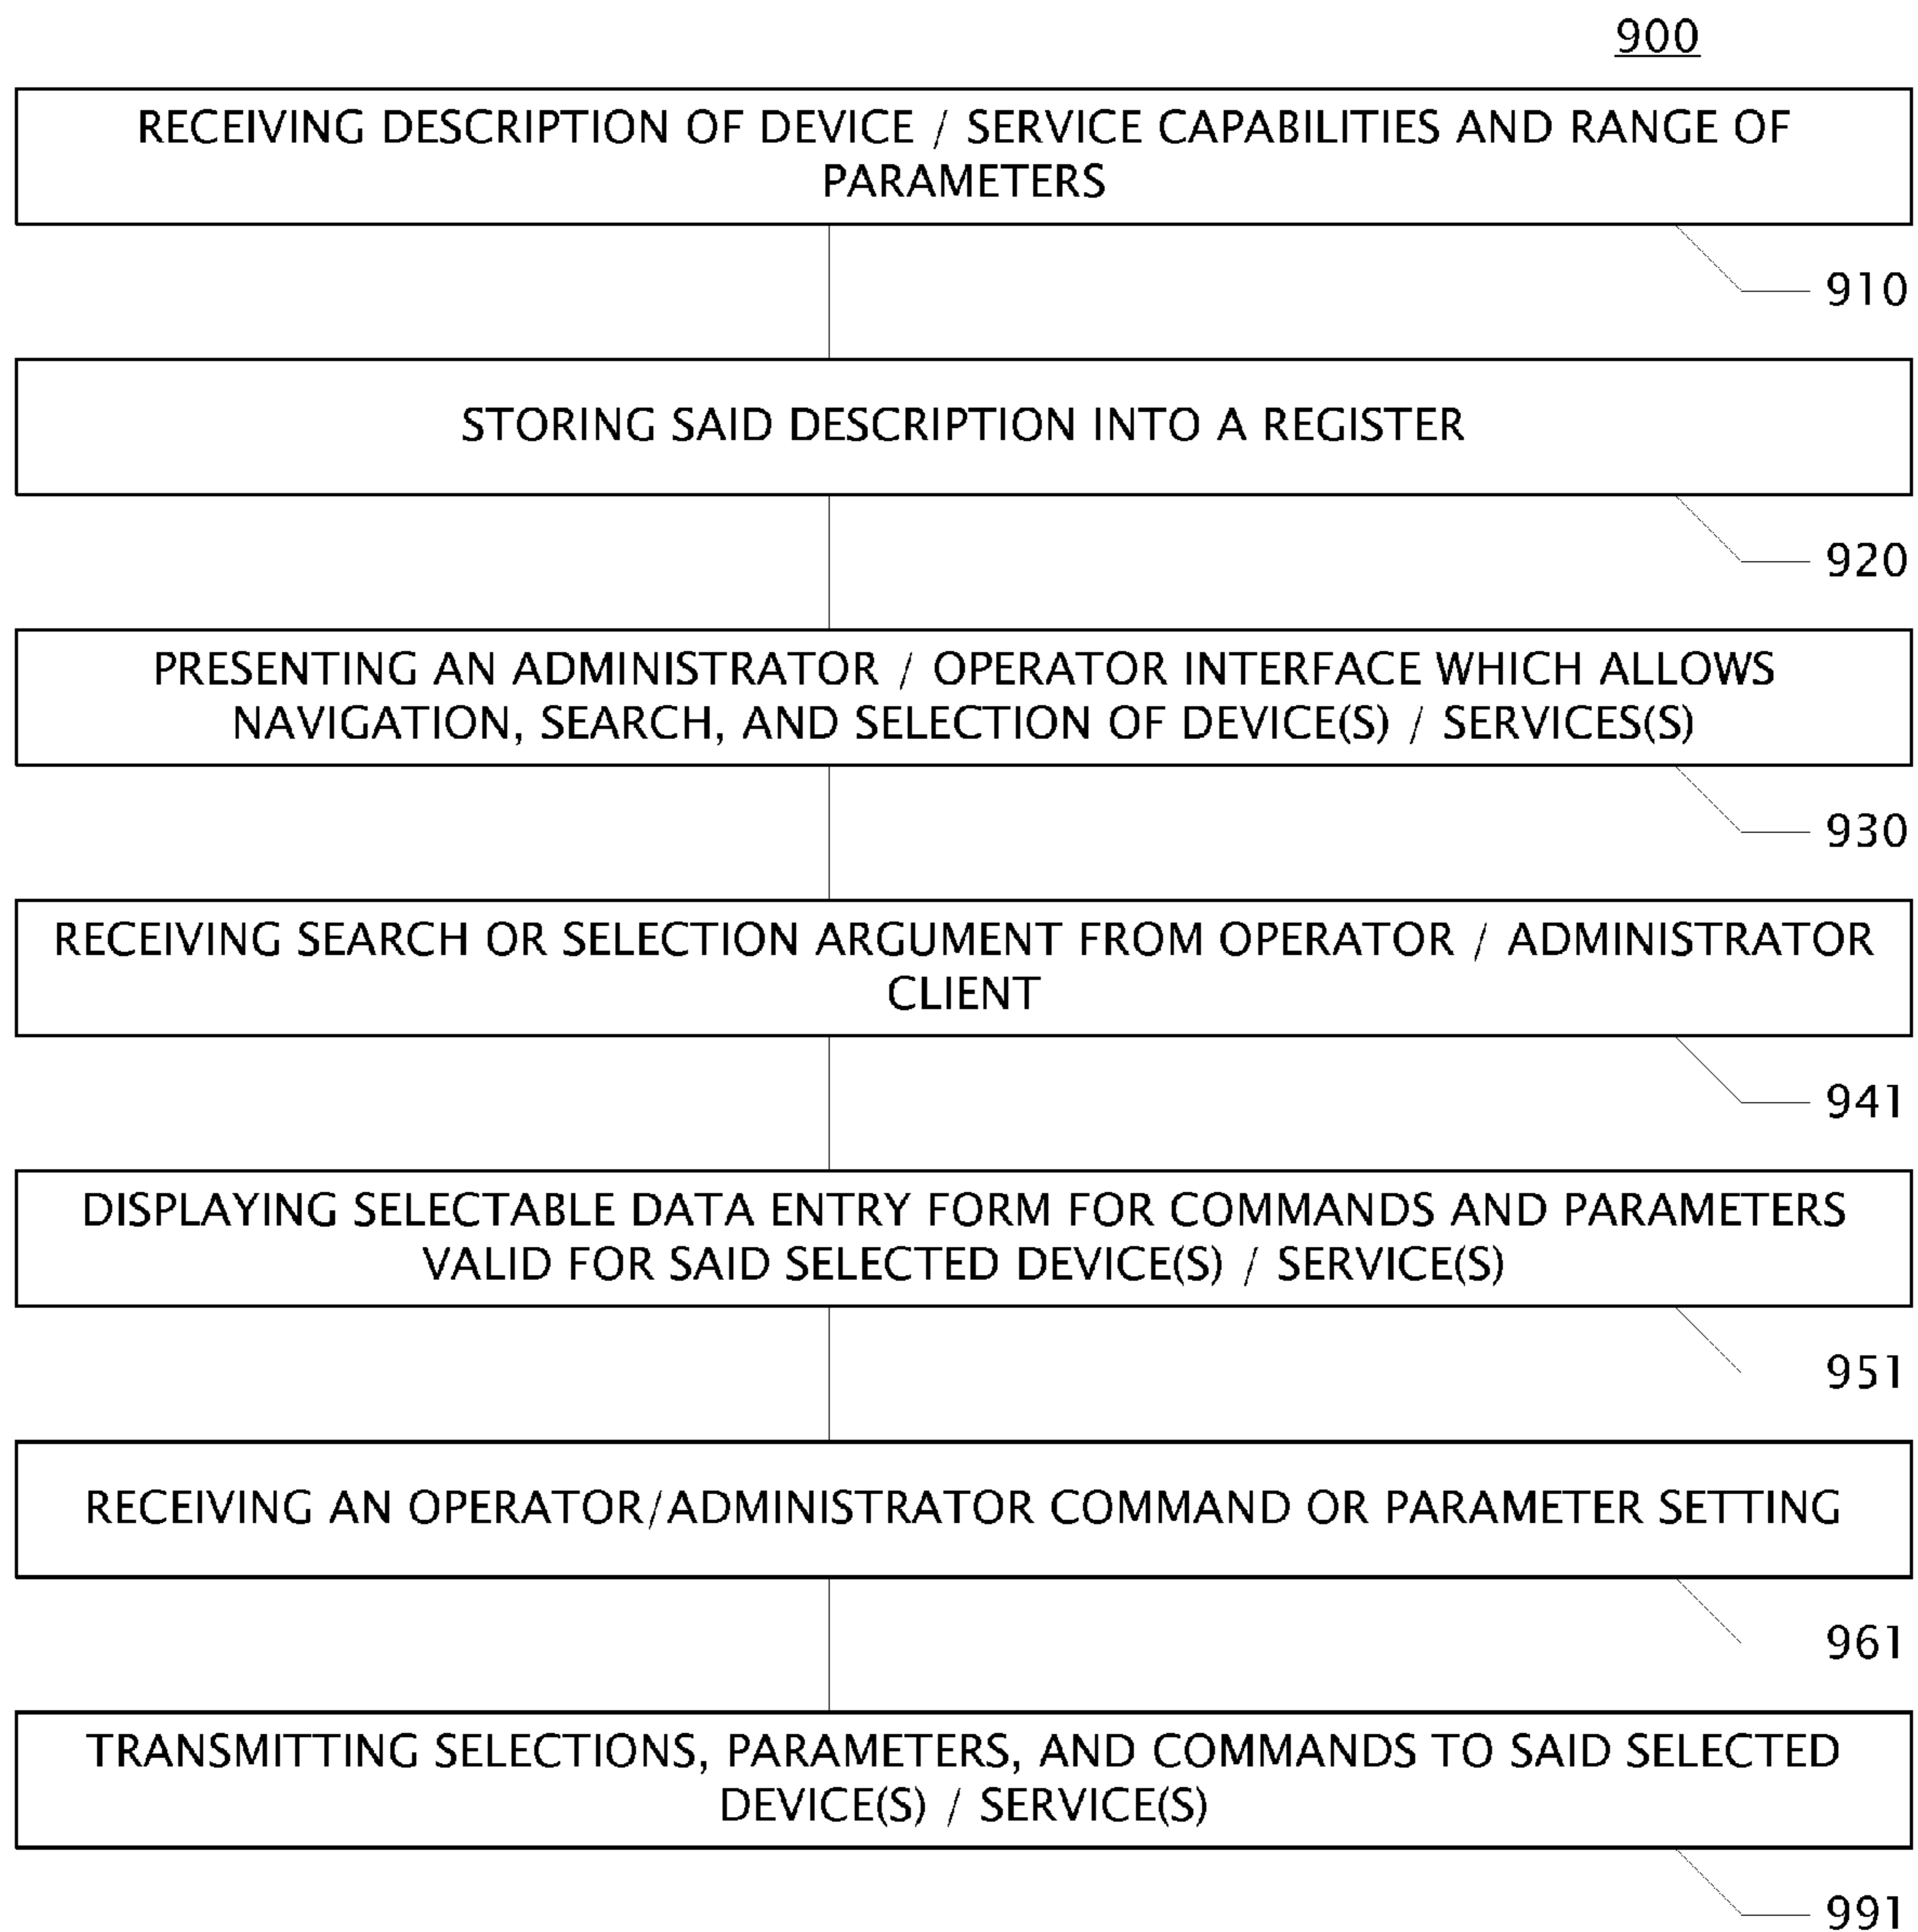 900
RECEIVING DESCRIPTION OF DEVICE / SERVICE CAPABILITIES AND RANGE OF
PARAMETERS
910
STORING SAID DESCRIPTION INTO A REGISTER
920
PRESENTING AN ADMINISTRATOR / OPERATOR INTERFACE WHICH ALLOWS
NAVIGATION, SEARCH, AND SELECTION OF DEVICE(S) / SERVICES(S)
930
RECEIVING SEARCH OR SELECTION ARGUMENT FROM OPERATOR / ADMINISTRATOR
CLIENT
941
DISPLAYING SELECTABLE DATA ENTRY FORM FOR COMMANDS AND PARAMETERS
VALID FOR SAID SELECTED DEVICE(S) / SERVICE(S)
951
RECEIVING AN OPERATOR/ADMINISTRATOR COMMAND OR PARAMETER SETTING
961
TRANSMITTING SELECTIONS, PARAMETERS, AND COMMANDS TO SAID SELECTED
DEVICE(S) / SERVICE(S)
991